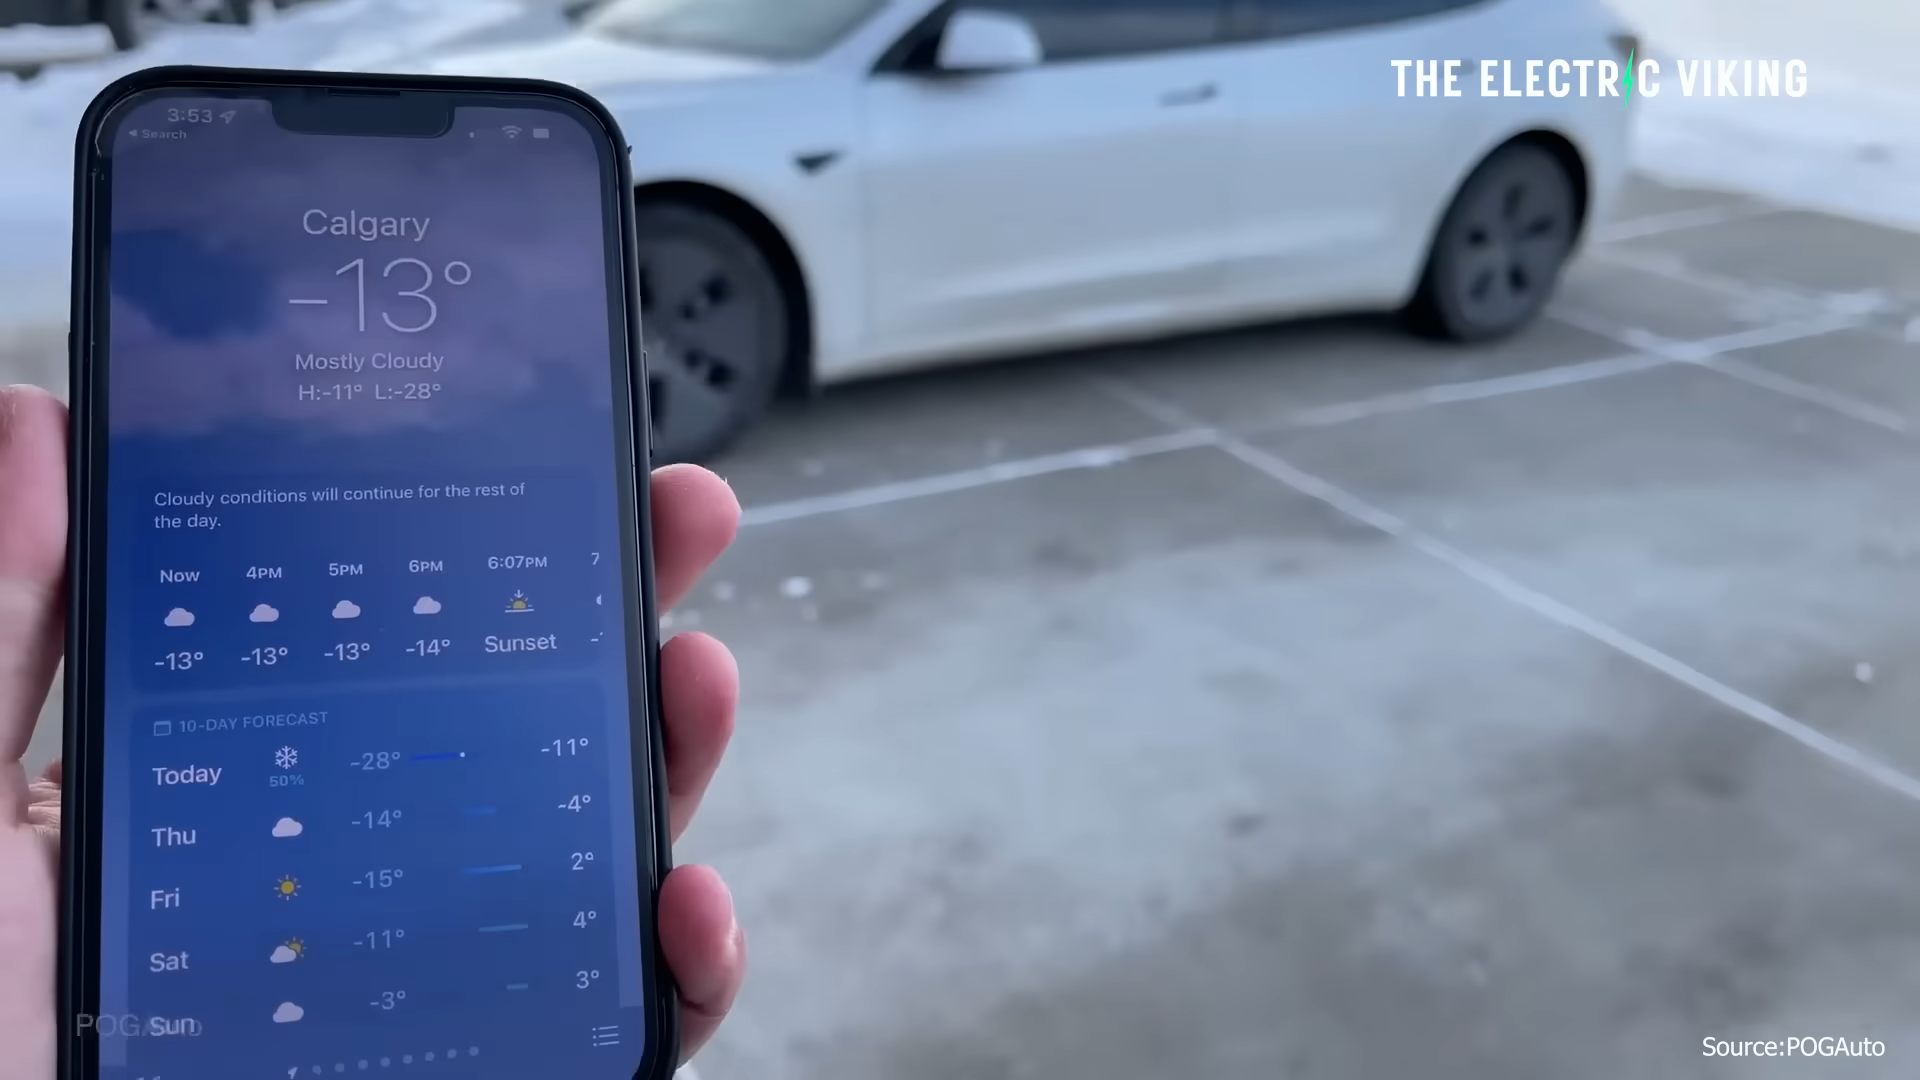 THE ELECTRIC VIKING
3:53
Search
Calgary
-13°
Mostly Cloudy
H:-11° L:-28°
Cloudy conditions will continue for the rest of
the day.
Now 4PM 5PM 6PM 6:07PM 7
-13° -13° -13° -14° Sunset
10-DAY FORECAST
Today 50% -28° -11°
Thu -14° -4°
Fri -15° 2°
Sat -11° 4°
Sun -3° 3°
Source:POGAuto